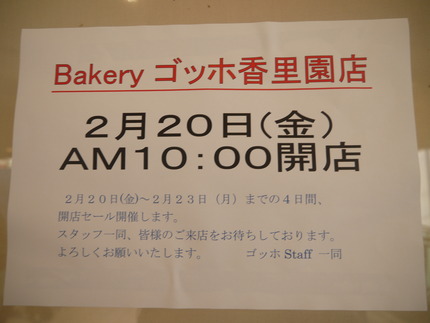 Bakery ゴッホ香里園店
２月２０日(金)
AM10：00開店
２月２０日(金)～２月２３日（月）までの４日間、
開店セール開催します。
スタッフ一同、皆様のご来店をお待ちしております。
よろしくお願いいたします。　　　ゴッホ Staff 一同